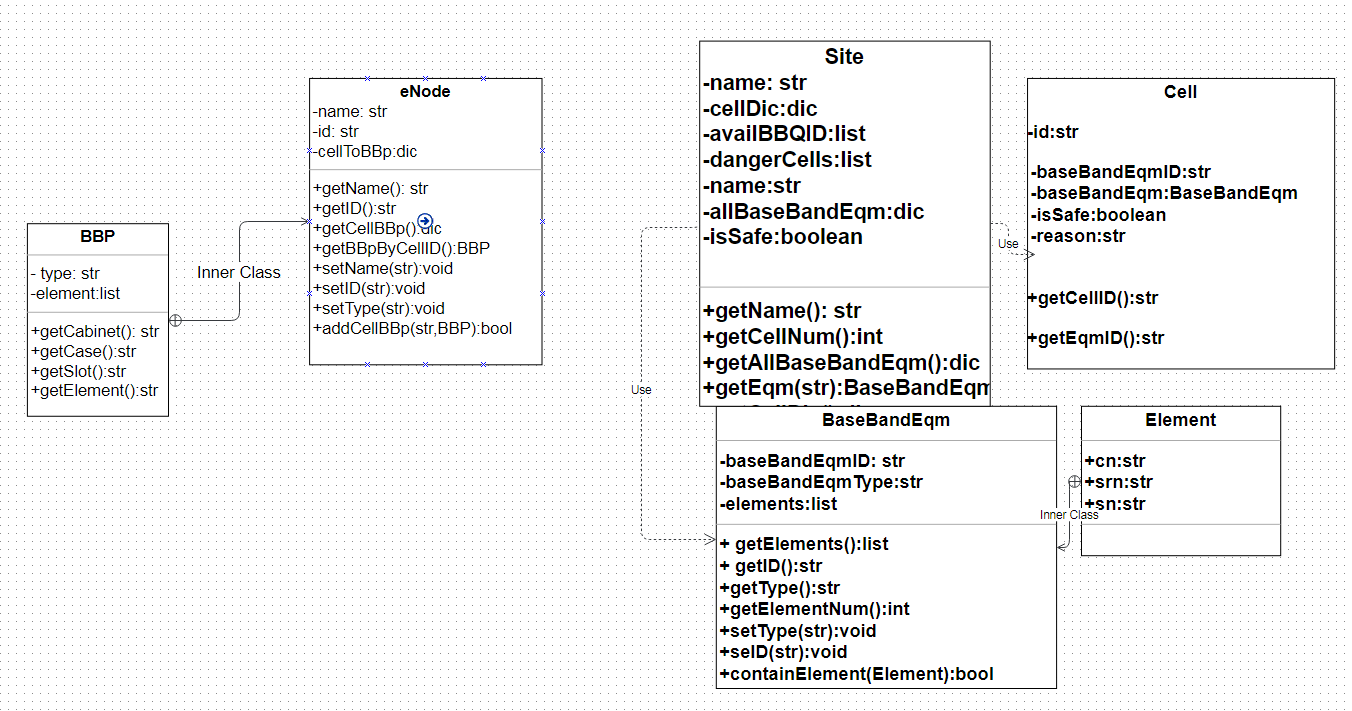 BBP
- type: str
-element:list
+getCabinet(): str
+getCase():str
+getSlot():str
+getElement():str
Inner Class
eNode
-name: str
-id: str
-cellToBBp:dic
+getName(): str
+getID():str
+getCellBBp():dic
+getBBpByCellID():BBP
+setName(str):void
+setID(str):void
+setType(str):void
+addCellBBp(str,BBP):bool
Site
-name: str
-cellDic:dic
-availBBQID:list
-dangerCells:list
-name:str
-allBaseBandEqm:dic
-isSafe:boolean
+getName(): str
+getCellNum():int
+getAllBaseBandEqm():dic
+getEqm(str):BaseBandEqm
Use
Use
Cell
-id:str
-baseBandEqmID:str
-baseBandEqm:BaseBandEqm
-isSafe:boolean
-reason:str
+getCellID():str
+getEqmID():str
BaseBandEqm
-baseBandEqmID: str
-baseBandEqmType:str
-elements:list
+ getElements():list
+ getID():str
+getType():str
+getElementNum():int
+setType(str):void
+seID(str):void
+containElement(Element):bool
Inner Class
Element
+cn:str
+srn:str
+sn:str